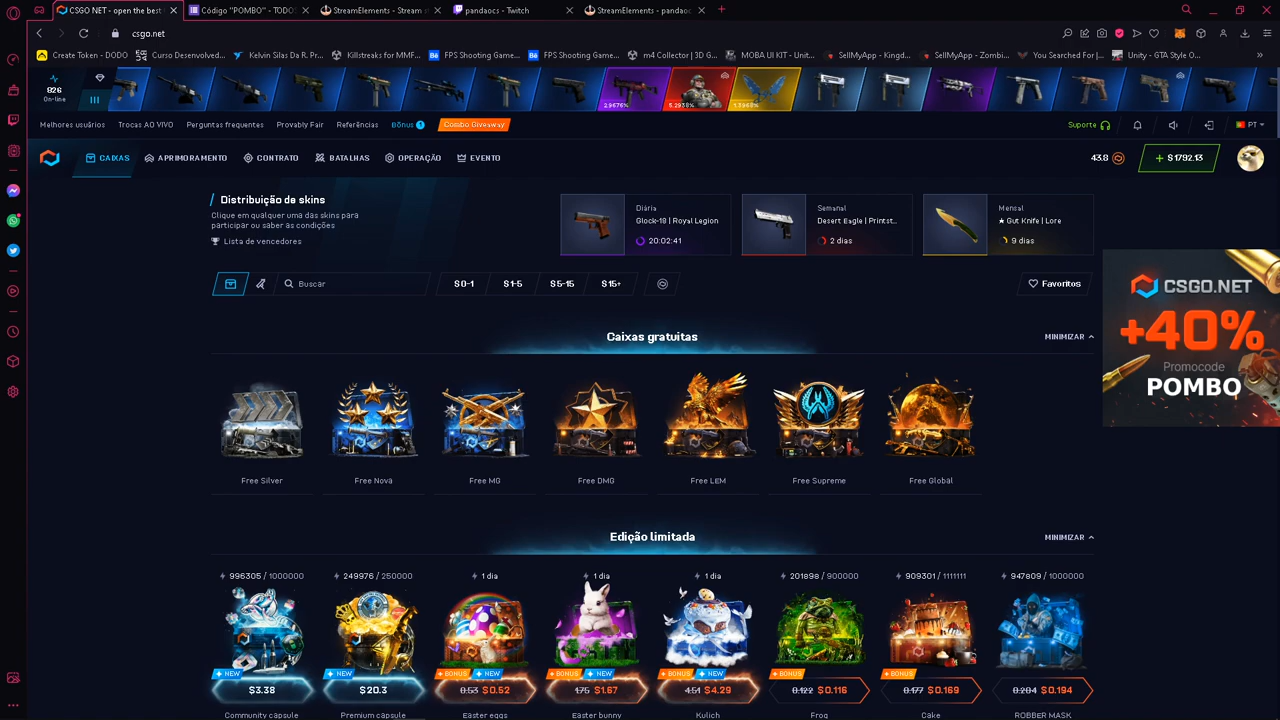 CSGO.NET - open the best
Código "POMBO" - TODOS
StreamElements - Stream s
pandaocs - Twitch
StreamElements - pandaoc
csgo.net
Create Token - DODO
Curso Desenvolved...
Kelvin Silas Da R. Pr...
Killstreaks for MMF...
FPS Shooting Game...
FPS Shooting Game...
m4 Collector | 3D G...
MOBA UI KIT - Unit...
SellMyApp - Kingd...
SellMyApp - Zombi...
You Searched For |...
Unity - GTA Style O...
826
On-line
2.9676%
5.2938%
1.3968%
Melhores usuários
Trocas AO VIVO
Perguntas frequentes
Provably Fair
Referências
Bônus
Combo Giveaway
Suporte
PT
CAIXAS
APRIMORAMENTO
CONTRATO
BATALHAS
OPERAÇÃO
EVENTO
43.8
+ $ 1792.13
Distribuição de skins
Clique em qualquer uma das skins para
participar ou saber as condições
Lista de vencedores
Diária
Glock-18 | Royal Legion
20:02:41
Semanal
Desert Eagle | Printst...
2 dias
Mensal
★ Gut Knife | Lore
9 dias
Buscar
$ 0-1
$ 1-5
$ 5-15
$ 15+
Favoritos
CSGO.NET
+40%
Promocode
POMBO
Caixas gratuitas
MINIMIZAR
Free Silver
Free Nova
Free MG
Free DMG
Free LEM
Free Supreme
Free Global
Edição limitada
MINIMIZAR
996305 / 1000000
249976 / 250000
1 dia
1 dia
1 dia
201898 / 900000
909301 / 1111111
947809 / 1000000
NEW
NEW
+ BONUS
NEW
+ BONUS
NEW
+ BONUS
NEW
+ BONUS
+ BONUS
$3.38
$20.3
0.53 $0.52
1.75 $1.67
4.51 $4.29
0.122 $0.116
0.177 $0.169
0.204 $0.194
Community capsule
Premium capsule
Easter eggs
Easter bunny
Kulich
Frog
Cake
ROBBER MASK